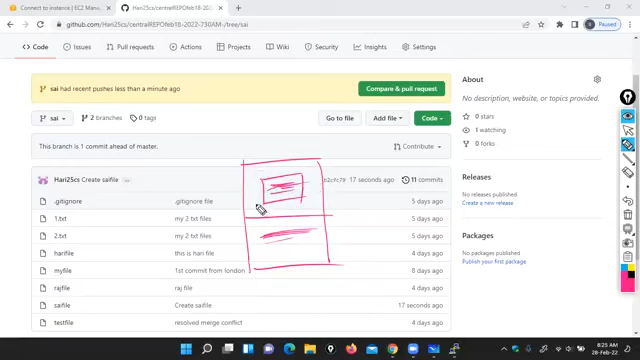 Connect to instance | EC2 Manag
Hari25cs/centralREPOfeb18-2022
github.com/Hari25cs/centralREPOfeb18-2022-730AM-/tree/sai
Paused
Code Issues Pull requests Actions Projects Wiki Security Insights Settings
sai had recent pushes less than a minute ago
Compare & pull request
sai 2 branches 0 tags
Go to file Add file Code
This branch is 1 commit ahead of master.
Contribute
Hari25cs Create saifile ... 17 seconds ago 11 commits
.gitignore .gitignore file 5 days ago
1.txt my 2 txt files 5 days ago
2.txt my 2 txt files 5 days ago
harifile this is hari file 4 days ago
myfile 1st commit from london 8 days ago
rajfile raj file 4 days ago
saifile Create saifile 17 seconds ago
testfile resolved merge conflict 4 days ago
About
No description, website, or topics provided.
0 stars
1 watching
0 forks
Releases
No releases published
Create a new release
Packages
No packages published
Publish your first package
8:25 AM
28-Feb-22